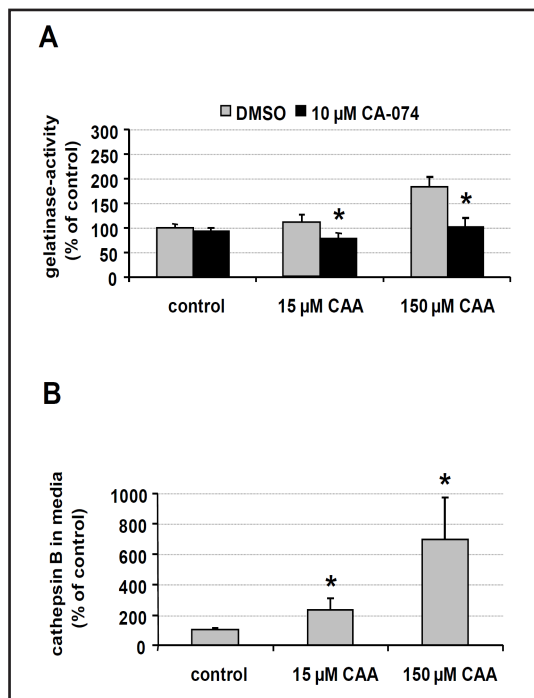 A
DMSO 10 µM CA-074
gelatinase-activity
(% of control)
300
250
200
150
100
50
0
*
*
control 15 µM CAA 150 µM CAA
B
cathepsin B in media
(% of control)
1000
800
600
400
200
0
*
*
control 15 µM CAA 150 µM CAA